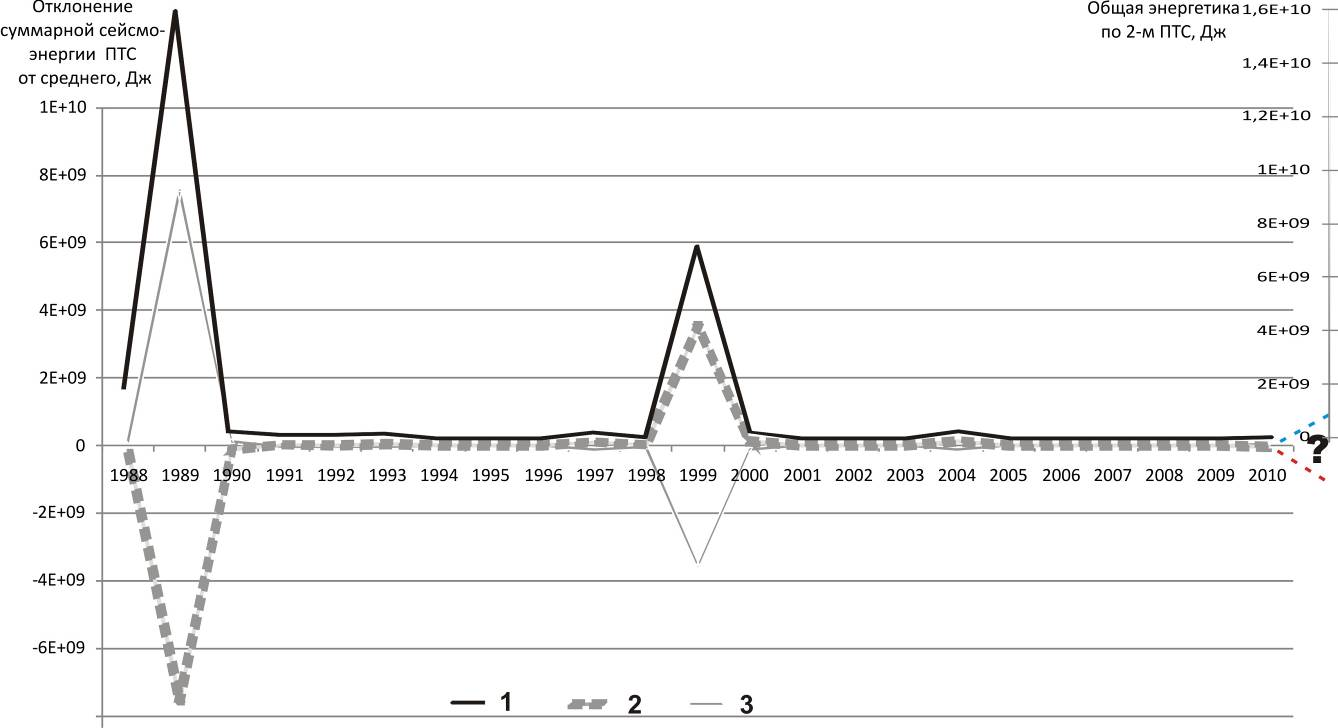 Отклонение
суммарной сейсмо-
энергии ПТС
от среднего, Дж
Общая энергетика
по 2-м ПТС, Дж
1E+10
8E+09
6E+09
4E+09
2E+09
0
-2E+09
-4E+09
-6E+09
1,6E+10
1,4E+10
1,2E+10
1E+10
8E+09
6E+09
4E+09
2E+09
0
?
1988 1989 1990 1991 1992 1993 1994 1995 1996 1997 1998 1999 2000 2001 2002 2003 2004 2005 2006 2007 2008 2009 2010
1 2 3